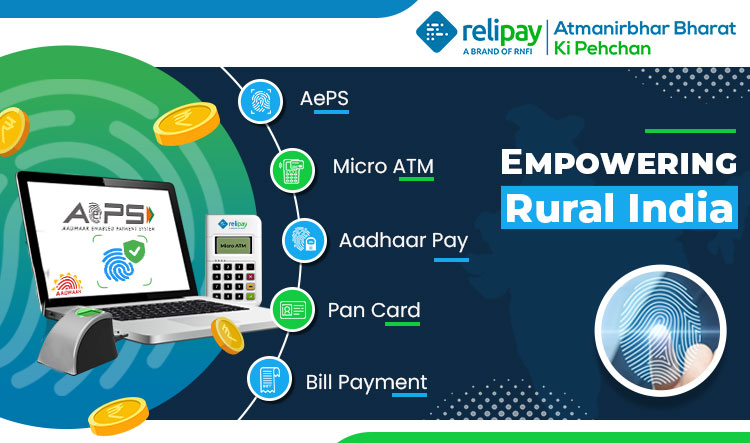 relipay
A BRAND OF RNFI
Atmanirbhar Bharat
Ki Pehchan
AePS
Micro ATM
Aadhaar Pay
Pan Card
Bill Payment
EMPOWERING
Rural India
AePS
AADHAAR ENABLED PAYMENT SYSTEM
AADHAAR
relipay
Micro ATM